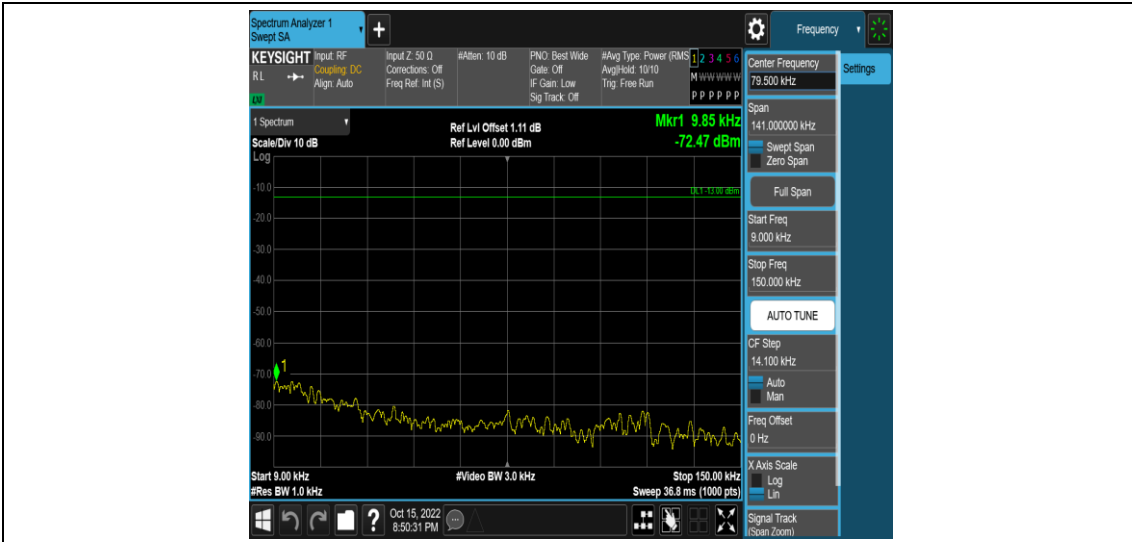 Spectrum Analyzer 1
Swept SA
+
Frequency
KEYSIGHT
RL
Input: RF
Coupling: DC
Align: Auto
Input Z: 50 Ω
Corrections: Off
Freq Ref: Int (S)
#Atten: 10 dB
PNO: Best Wide
Gate: Off
IF Gain: Low
Sig Track: Off
#Avg Type: Power (RMS
Avg|Hold: 10/10
Trig: Free Run
1 2 3 4 5 6
M W W W W W
P P P P P P
Center Frequency
79.500 kHz
Settings
Span
141.000000 kHz
Swept Span
Zero Span
Full Span
Start Freq
9.000 kHz
Stop Freq
150.000 kHz
AUTO TUNE
CF Step
14.100 kHz
Auto
Man
Freq Offset
0 Hz
X Axis Scale
Log
Lin
Signal Track
(Span Zoom)
1 Spectrum
Scale/Div 10 dB
Log
Ref Lvl Offset 1.11 dB
Ref Level 0.00 dBm
Mkr1 9.85 kHz
-72.47 dBm
DL1 -13.00 dBm
-10.0
-20.0
-30.0
-40.0
-50.0
-60.0
-70.0
-80.0
-90.0
1
Start 9.00 kHz
#Res BW 1.0 kHz
#Video BW 3.0 kHz
Stop 150.00 kHz
Sweep 36.8 ms (1000 pts)
?
Oct 15, 2022
8:50:31 PM